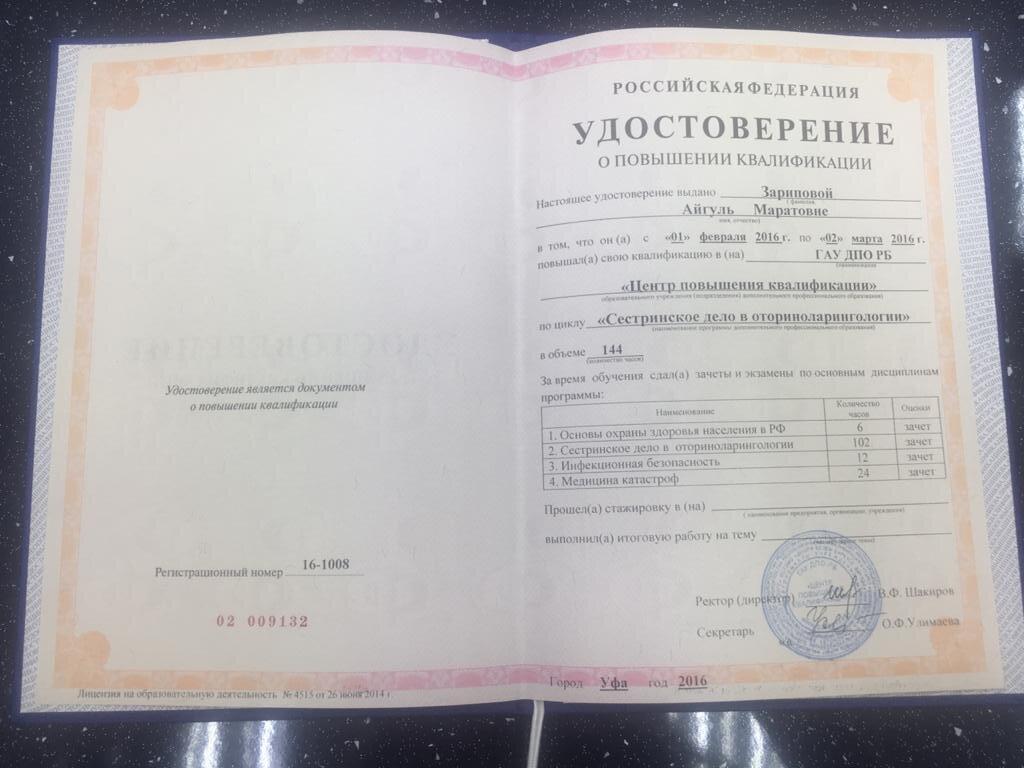 Удостоверение является документом
о повышении квалификации
Регистрационный номер 16-1008
02 009132
Лицензия на образовательную деятельность № 4515 от 26 июня 2014 г.
РОССИЙСКАЯ ФЕДЕРАЦИЯ
УДОСТОВЕРЕНИЕ
О ПОВЫШЕНИИ КВАЛИФИКАЦИИ
Настоящее удостоверение выдано Зариповой
( фамилия,
Айгуль Маратовне
имя, отчество)
в том, что он (а) с «01» февраля 2016 г. по «02» марта 2016 г.
повышал(а) свою квалификацию в (на) ГАУ ДПО РБ
(наименование
«Центр повышения квалификации»
образовательного учреждения (подразделения) дополнительного профессионального образования)
по циклу «Сестринское дело в оториноларингологии»
(наименование программы дополнительного профессионального образования)
в объеме 144
(количество часов)
За время обучения сдал(а) зачеты и экзамены по основным дисциплинам
программы:
Наименование Количество часов Оценки
1. Основы охраны здоровья населения в РФ 6 зачет
2. Сестринское дело в оториноларингологии 102 зачет
3. Инфекционная безопасность 12 зачет
4. Медицина катастроф 24 зачет
Прошел(а) стажировку в (на)
( наименования предприятия, организации, учреждения)
выполнил(а) итоговую работу на тему
ГАУ ДПО РБ
«ЦЕНТР
ПОВЫШЕНИЯ
КВАЛИФИКАЦИИ»
Ректор (директор) В.Ф. Шакиров
Секретарь О.Ф.Улимаева
Город Уфа год 2016